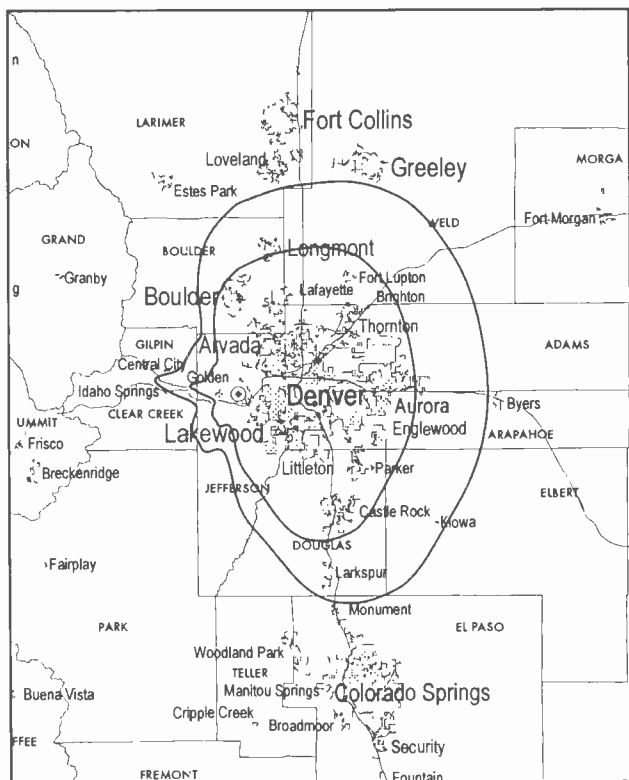 n
Fort Collins
LARIMER
ON
Loveland
Greeley
MORGA
Estes Park
WELD
Fort Morgan
GRAND
BOULDER
Longmont
Granby
Fort Lupton
g
Boulder
Lafayette
Brighton
Thornton
GILPIN
Arvada
ADAMS
Central City
Golden
Idaho Springs
Denver
Aurora
Byers
CLEAR CREEK
SUMMIT
Englewood
Frisco
Lakewood
ARAPAHOE
Breckenridge
Littleton
Parker
JEFFERSON
ELBERT
Castle Rock
Kiowa
DOUGLAS
Fairplay
Larkspur
Monument
PARK
EL PASO
Woodland Park
TELLER
Buena Vista
Manitou Springs
Colorado Springs
Cripple Creek
Broadmoor
FFEE
Security
FREMONT
Fountain